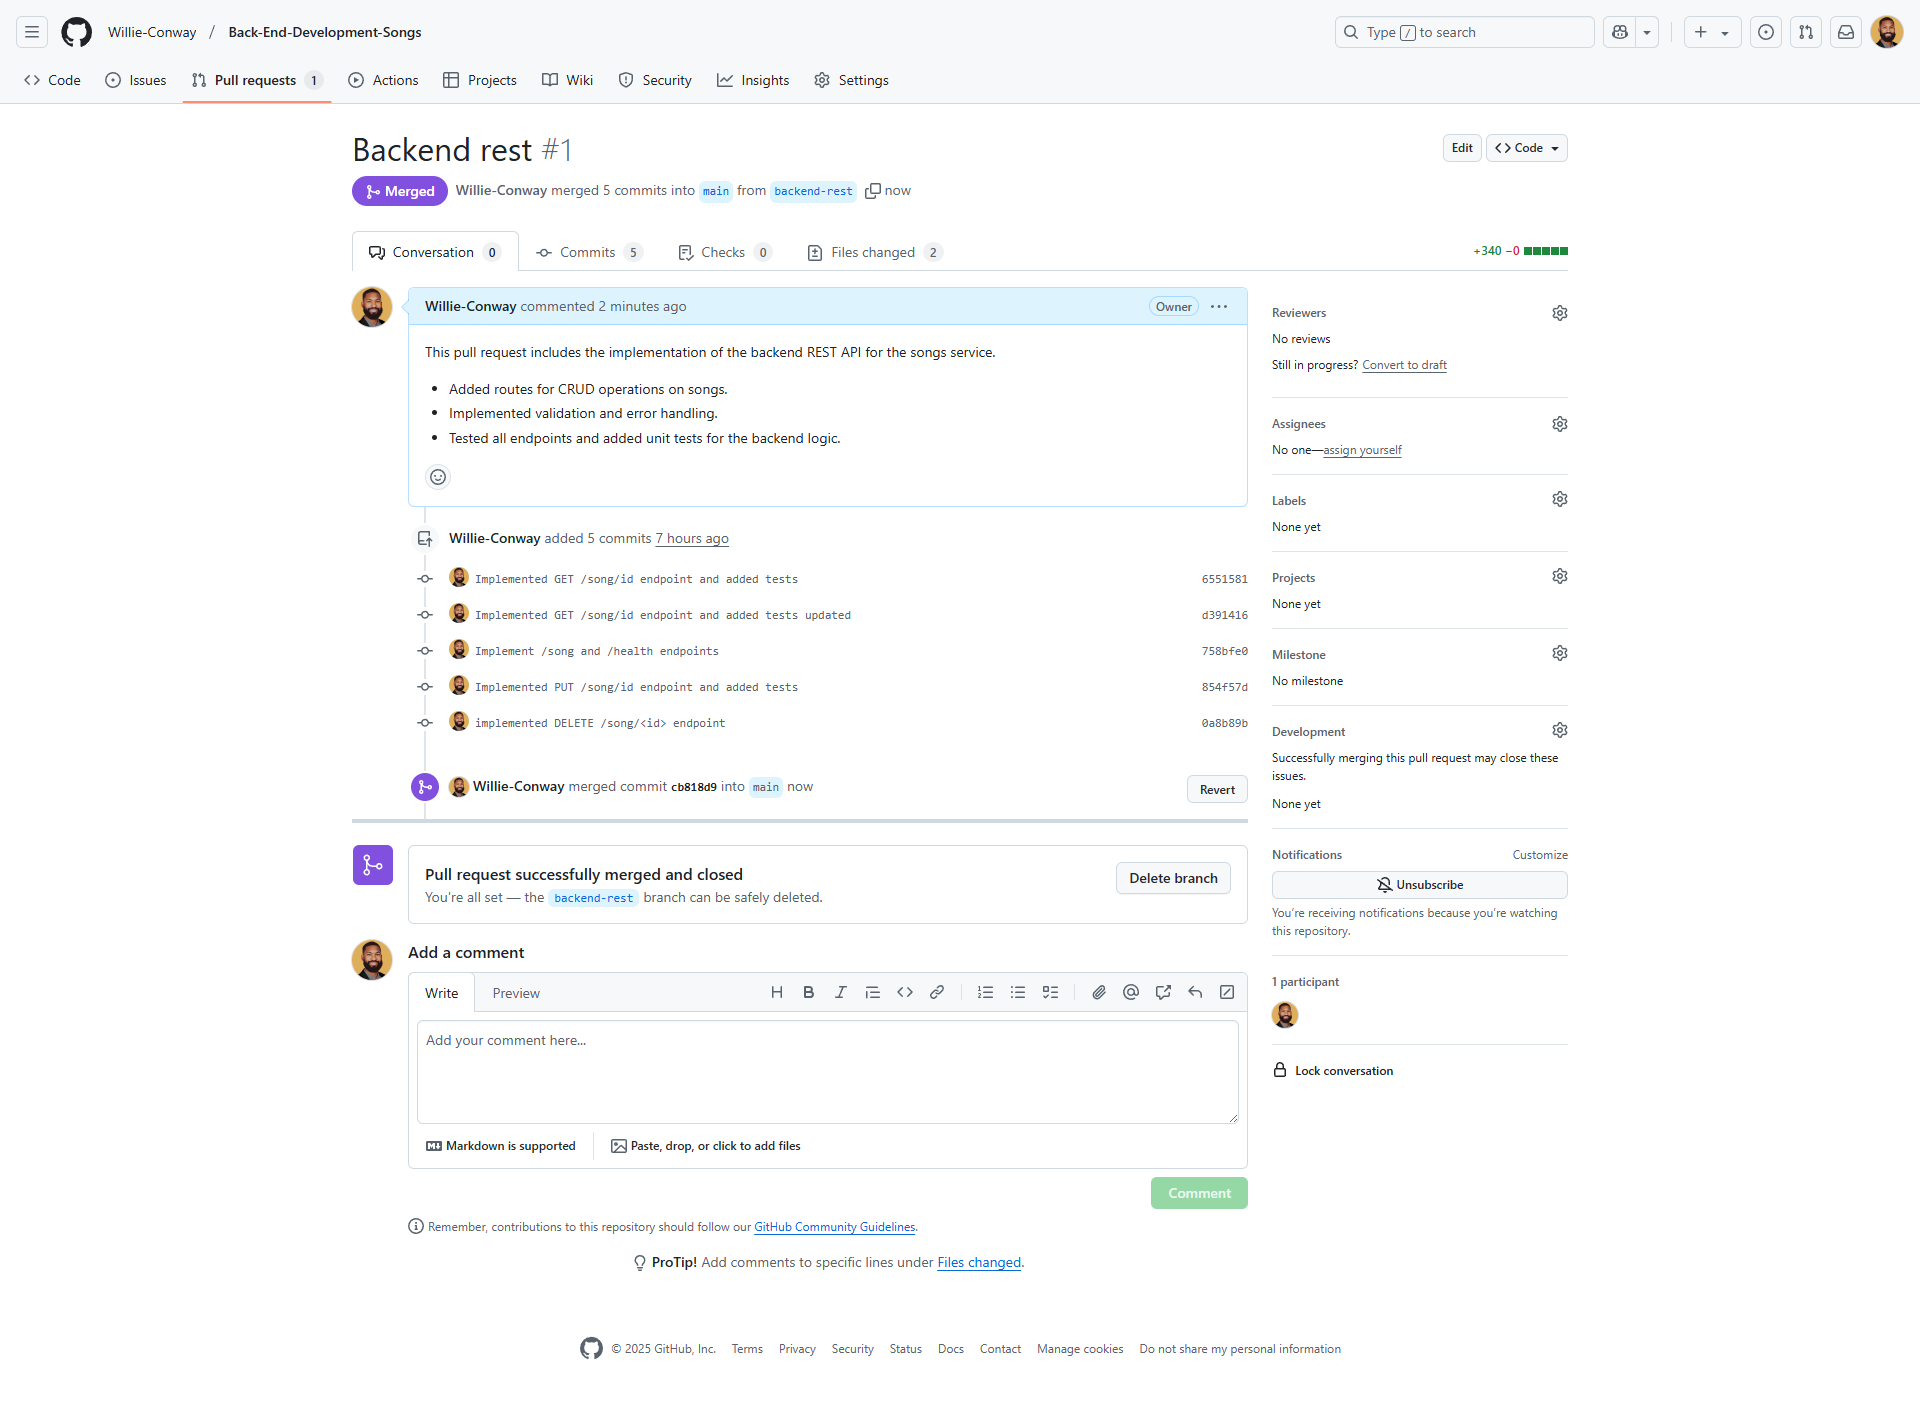 Willie-Conway / Back-End-Development-Songs
Type / to search
Code Issues Pull requests 1 Actions Projects Wiki Security Insights Settings
Backend rest #1
Edit Code
Merged Willie-Conway merged 5 commits into main from backend-rest now
Conversation 0 Commits 5 Checks 0 Files changed 2
+340 −0
Willie-Conway commented 2 minutes ago
Owner
This pull request includes the implementation of the backend REST API for the songs service.
Added routes for CRUD operations on songs.
Implemented validation and error handling.
Tested all endpoints and added unit tests for the backend logic.
Willie-Conway added 5 commits 7 hours ago
Implemented GET /song/id endpoint and added tests 6551581
Implemented GET /song/id endpoint and added tests updated d391416
Implement /song and /health endpoints 758bfe0
Implemented PUT /song/id endpoint and added tests 854f57d
implemented DELETE /song/<id> endpoint 0a8b89b
Willie-Conway merged commit cb818d9 into main now
Revert
Pull request successfully merged and closed
You're all set — the backend-rest branch can be safely deleted.
Delete branch
Add a comment
Write Preview
Add your comment here...
Markdown is supported
Paste, drop, or click to add files
Comment
Remember, contributions to this repository should follow our GitHub Community Guidelines.
ProTip! Add comments to specific lines under Files changed.
Reviewers
No reviews
Still in progress? Convert to draft
Assignees
No one—assign yourself
Labels
None yet
Projects
None yet
Milestone
No milestone
Development
Successfully merging this pull request may close these
issues.
None yet
Notifications Customize
Unsubscribe
You're receiving notifications because you're watching
this repository.
1 participant
Lock conversation
© 2025 GitHub, Inc. Terms Privacy Security Status Docs Contact Manage cookies Do not share my personal information